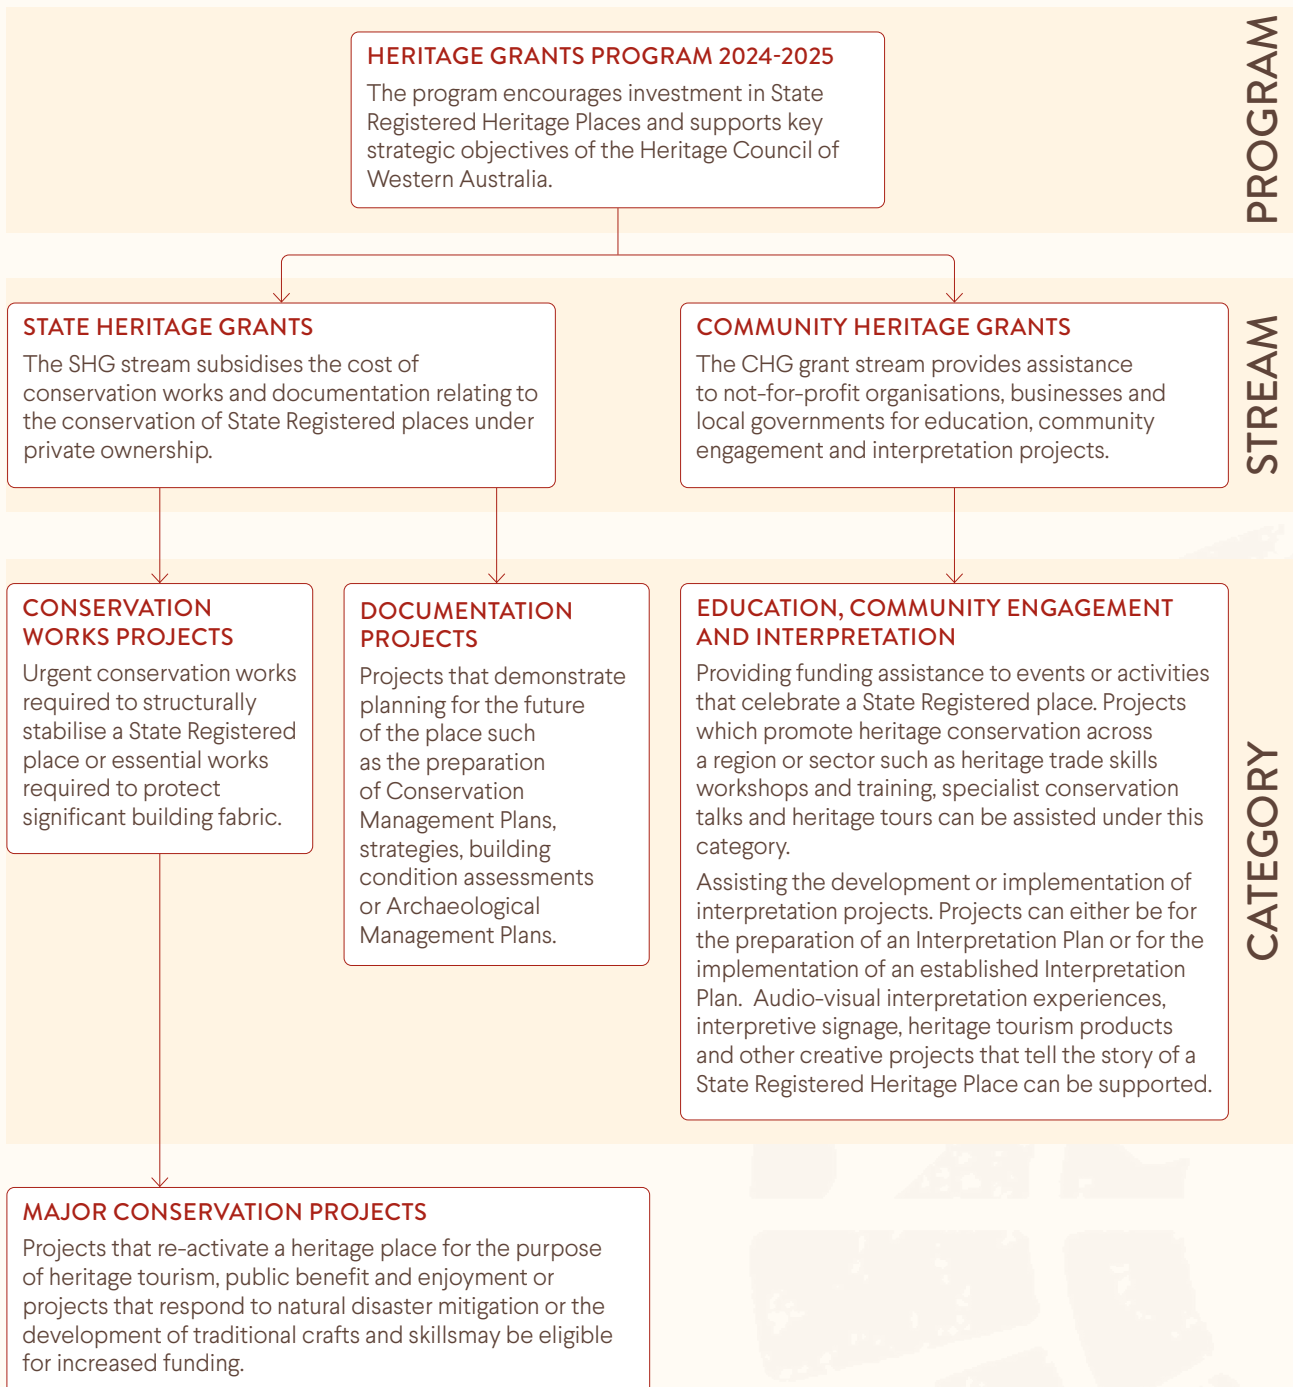 HERITAGE GRANTS PROGRAM 2024-2025
The program encourages investment in State
Registered Heritage Places and supports key
strategic objectives of the Heritage Council of
Western Australia.
PROGRAM
STATE HERITAGE GRANTS
The SHG stream subsidises the cost of
conservation works and documentation relating to
the conservation of State Registered places under
private ownership.
COMMUNITY HERITAGE GRANTS
The CHG grant stream provides assistance
to not-for-profit organisations, businesses and
local governments for education, community
engagement and interpretation projects.
STREAM
CONSERVATION
WORKS PROJECTS
Urgent conservation works
required to structurally
stabilise a State Registered
place or essential works
required to protect
significant building fabric.
DOCUMENTATION
PROJECTS
Projects that demonstrate
planning for the future
of the place such
as the preparation
of Conservation
Management Plans,
strategies, building
condition assessments
or Archaeological
Management Plans.
EDUCATION, COMMUNITY ENGAGEMENT
AND INTERPRETATION
Providing funding assistance to events or activities
that celebrate a State Registered place. Projects
which promote heritage conservation across
a region or sector such as heritage trade skills
workshops and training, specialist conservation
talks and heritage tours can be assisted under this
category.
Assisting the development or implementation of
interpretation projects. Projects can either be for
the preparation of an Interpretation Plan or for the
implementation of an established Interpretation
Plan.  Audio-visual interpretation experiences,
interpretive signage, heritage tourism products
and other creative projects that tell the story of a
State Registered Heritage Place can be supported.
CATEGORY
MAJOR CONSERVATION PROJECTS
Projects that re-activate a heritage place for the purpose
of heritage tourism, public benefit and enjoyment or
projects that respond to natural disaster mitigation or the
development of traditional crafts and skillsmay be eligible
for increased funding.